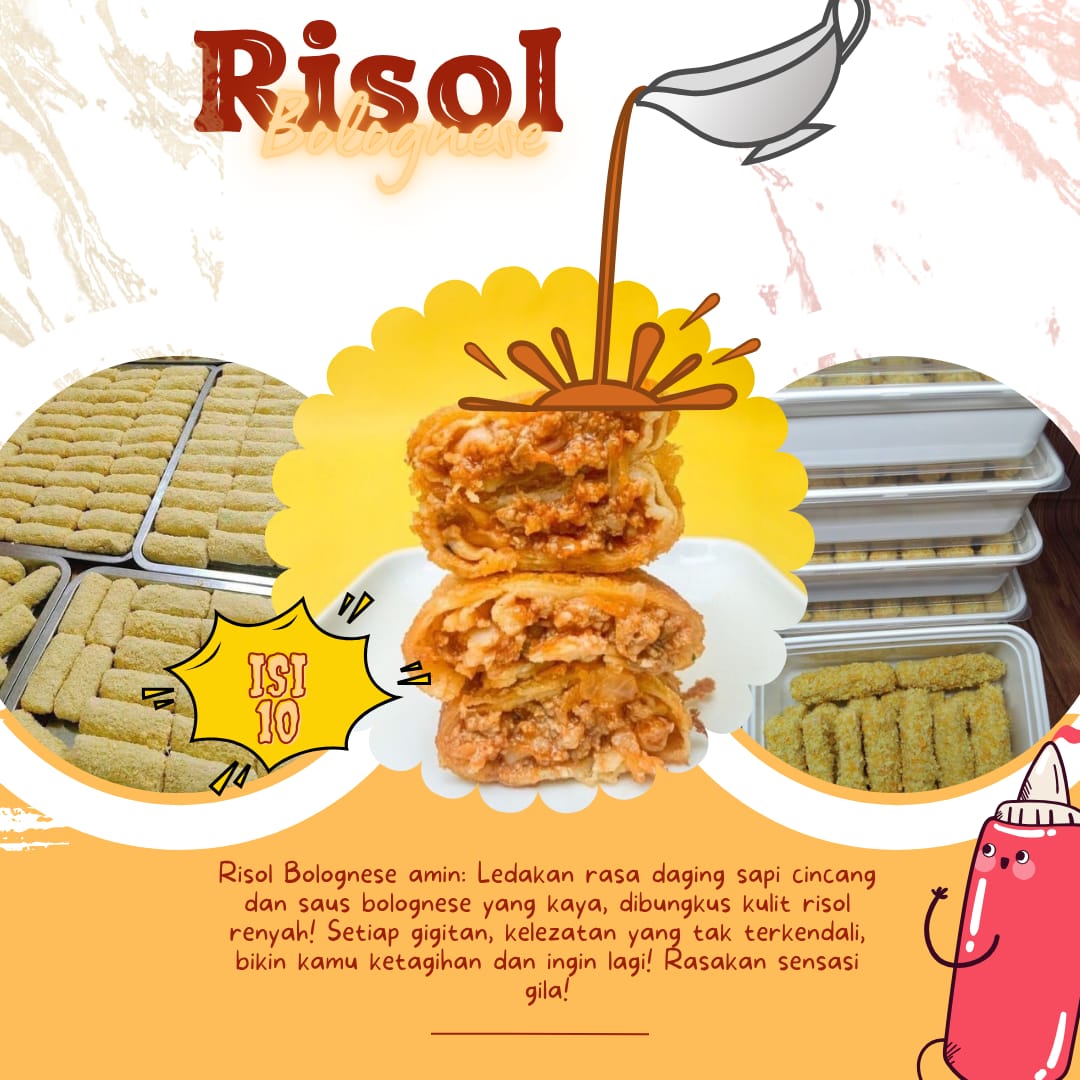 Risol
Bolognese
ISI
10
Risol Bolognese amin: Ledakan rasa daging sapi cincang
dan saus bolognese yang kaya, dibungkus kulit risol
renyah! Setiap gigitan, kelezatan yang tak terkendali,
bikin kamu ketagihan dan ingin lagi! Rasakan sensasi
gila!